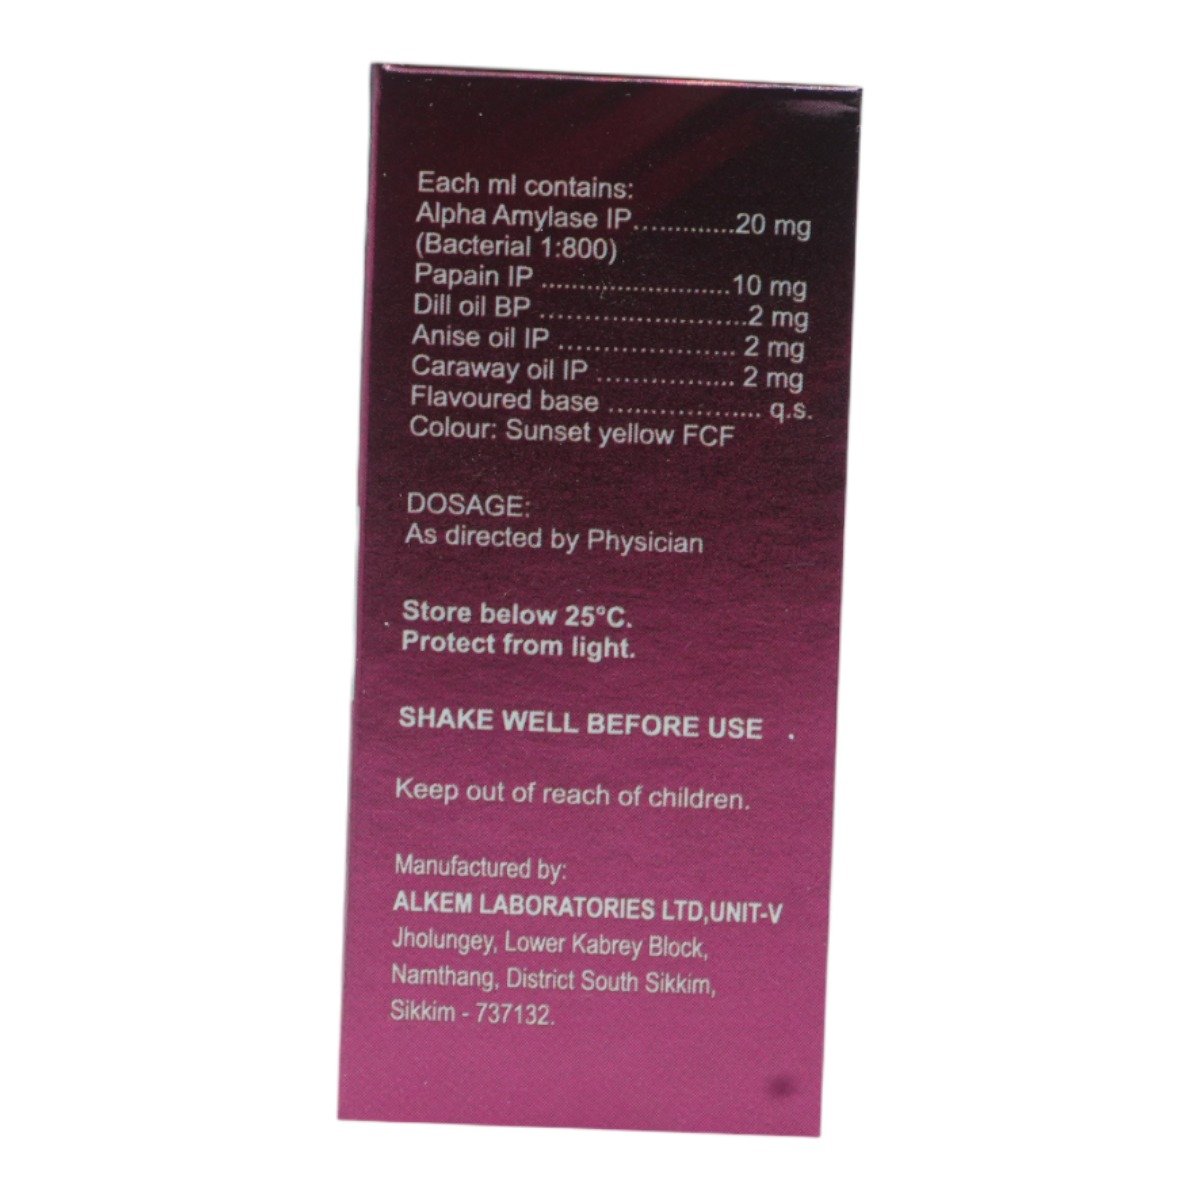 Each ml contains:
Alpha Amylase IP.............20 mg
(Bacterial 1:800)
Papain IP .........................10 mg
Dill oil BP ...........................2 mg
Anise oil IP ....................... 2 mg
Caraway oil IP .................. 2 mg
Flavoured base .................... q.s.
Colour: Sunset yellow FCF
DOSAGE:
As directed by Physician
Store below 25°C.
Protect from light.
SHAKE WELL BEFORE USE .
Keep out of reach of children.
Manufactured by:
ALKEM LABORATORIES LTD,UNIT-V
Jholungey, Lower Kabrey Block,
Namthang, District South Sikkim,
Sikkim - 737132.